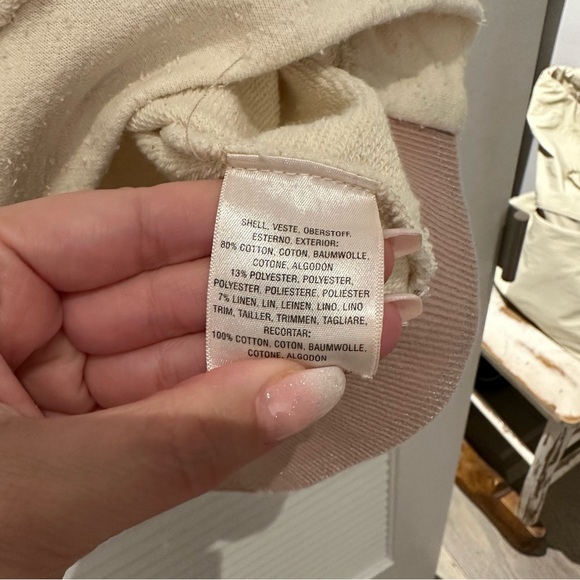 SHELL, VESTE, OBERSTOFF,
ESTERNO, EXTERIOR:
80% COTTON, COTON, BAUMWOLLE,
COTONE, ALGODÓN
13% POLYESTER, POLYESTER,
POLYESTER, POLIESTERE, POLIÉSTER
7% LINEN, LIN, LEINEN, LINO, LINO
TRIM, TAILLER, TRIMMEN, TAGLIARE,
RECORTAR:
100% COTTON, COTON, BAUMWOLLE,
COTONE, ALGODÓN